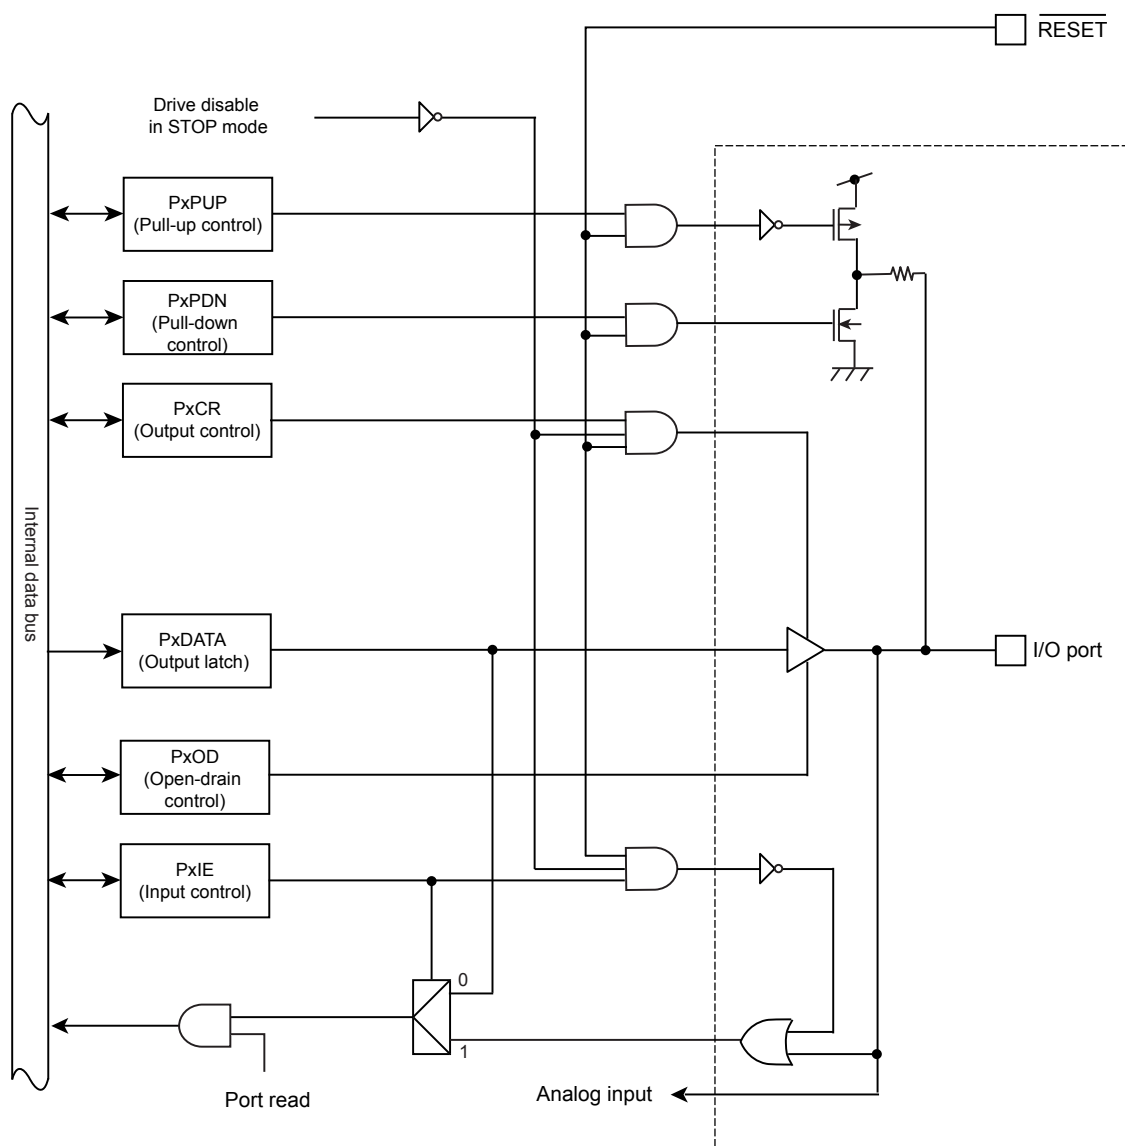 RESET
Drive disable
in STOP mode
PxPUP
(Pull-up control)
PxPDN
(Pull-down
control)
PxCR
(Output control)
Internal data bus
PxDATA
(Output latch)
I/O port
PxOD
(Open-drain
control)
PxIE
(Input control)
0
1
Port read
Analog input